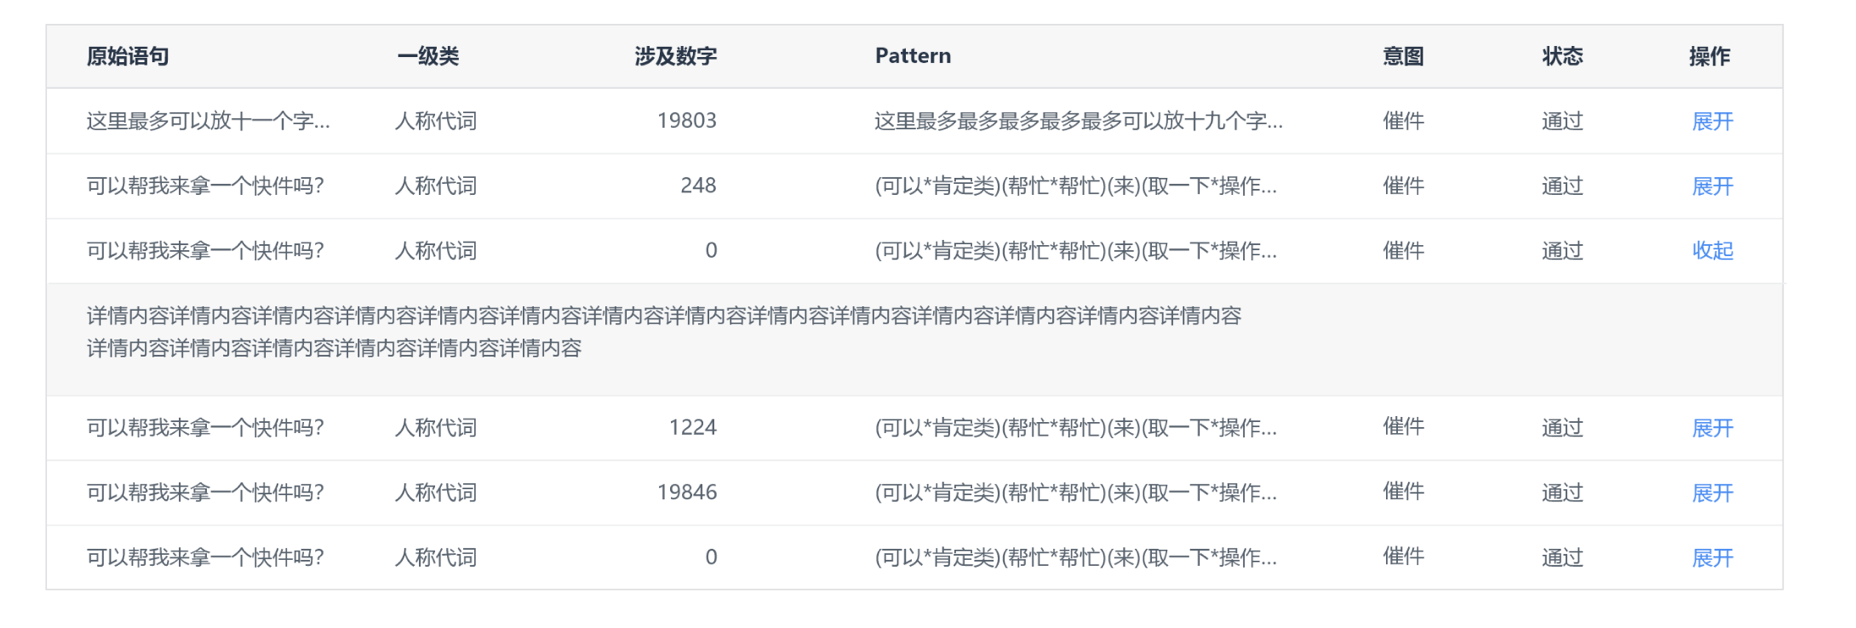 原始语句 一级类 涉及数字 Pattern 意图 状态 操作
这里最多可以放十一个字... 人称代词 19803 这里最多最多最多最多最多可以放十九个字... 催件 通过 展开
可以帮我来拿一个快件吗? 人称代词 248 (可以*肯定类)(帮忙*帮忙)(来)(取一下*操作... 催件 通过 展开
可以帮我来拿一个快件吗? 人称代词 0 (可以*肯定类)(帮忙*帮忙)(来)(取一下*操作... 催件 通过 收起
详情内容详情内容详情内容详情内容详情内容详情内容详情内容详情内容详情内容详情内容详情内容详情内容详情内容详情内容
详情内容详情内容详情内容详情内容详情内容详情内容
可以帮我来拿一个快件吗? 人称代词 1224 (可以*肯定类)(帮忙*帮忙)(来)(取一下*操作... 催件 通过 展开
可以帮我来拿一个快件吗? 人称代词 19846 (可以*肯定类)(帮忙*帮忙)(来)(取一下*操作... 催件 通过 展开
可以帮我来拿一个快件吗? 人称代词 0 (可以*肯定类)(帮忙*帮忙)(来)(取一下*操作... 催件 通过 展开